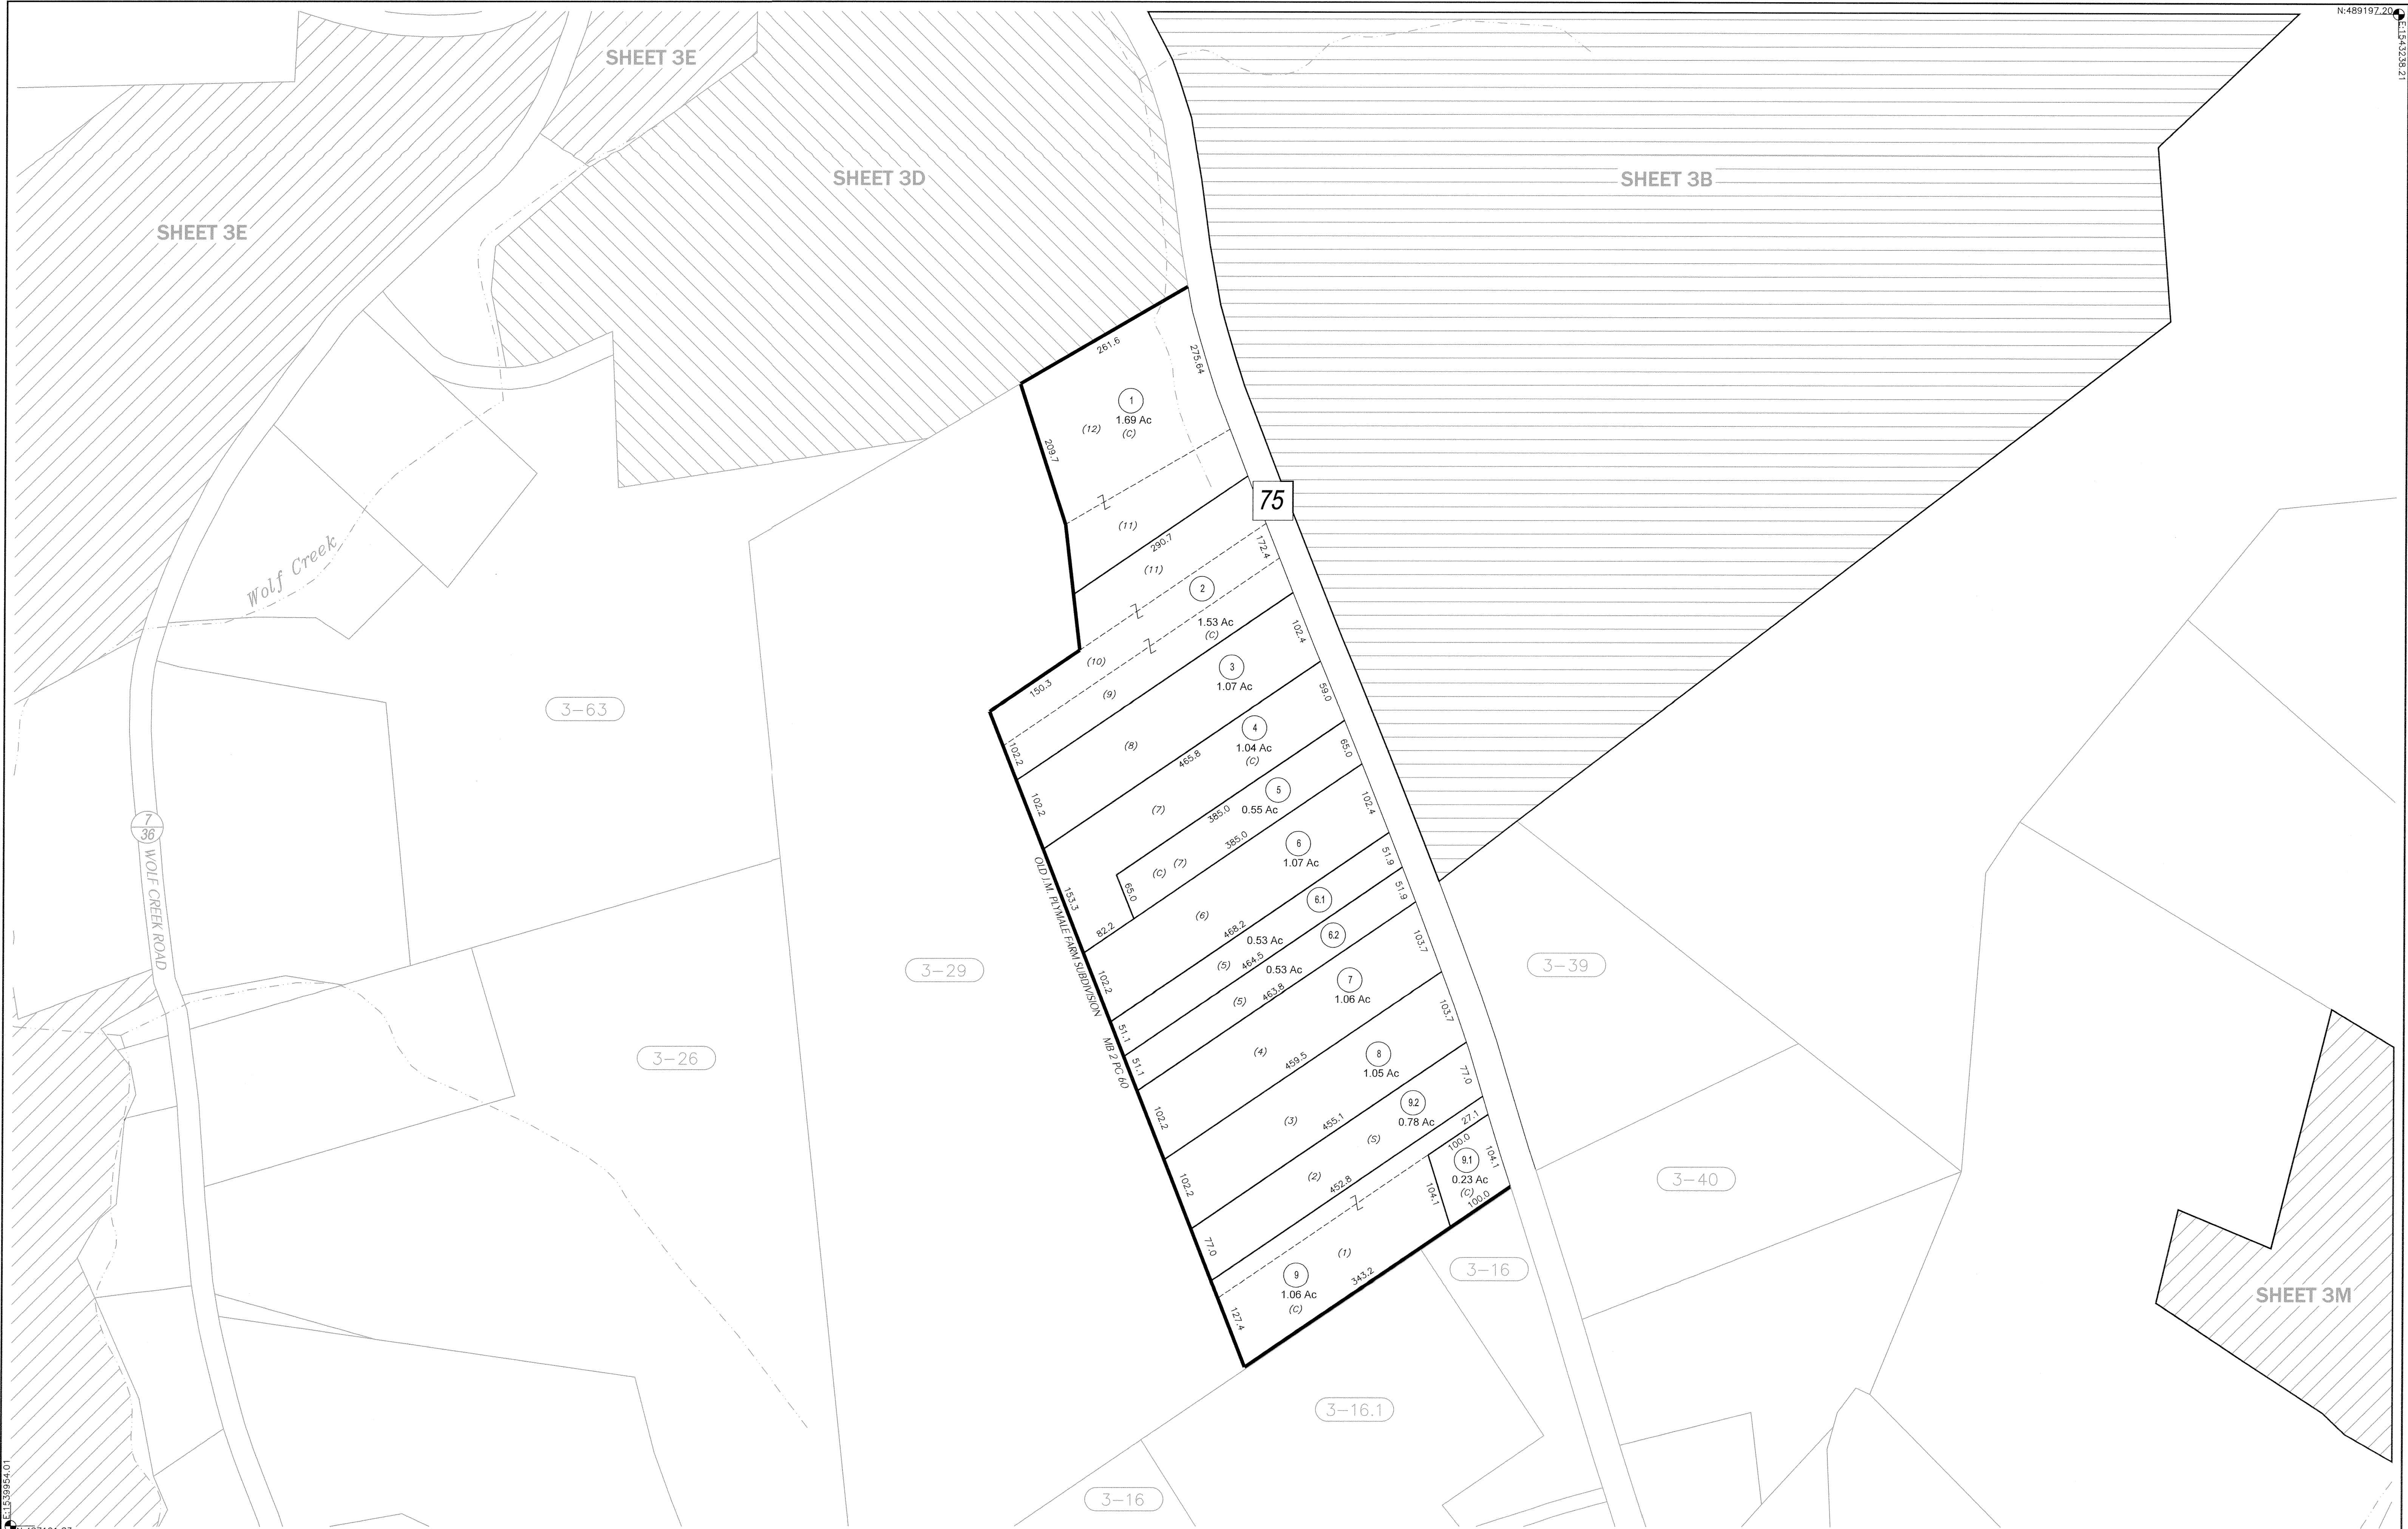 N:489197.20
E:1543238.21
SHEET 3E
SHEET 3D
SHEET 3B
SHEET 3E
261.6
275.64
1
1.69 Ac
(12)
(C)
209.7
75
(11)
290.7
172.4
(11)
2
1.53 Ac
(C)
Wolf Creek
102.4
(10)
3
1.07 Ac
150.3
(9)
59.0
3-63
4
1.04 Ac
(C)
(8)
465.8
65.0
102.2
5
0.55 Ac
385.0
102.2
(7)
102.4
7
36
385.0
6
1.07 Ac
(C)
(7)
51.9
WOLF CREEK ROAD
OLD J.M. PLYMALE FARM SUBDIVISION
MB 2 PG 60
153.3
65.0
6.1
51.9
(6)
82.2
468.2
0.53 Ac
6.2
103.7
3-29
(5)
464.5
0.53 Ac
3-39
102.2
7
1.06 Ac
(5)
463.8
103.7
51.1
51.1
(4)
459.5
8
1.05 Ac
3-26
77.0
102.2
(3)
455.1
9.2
0.78 Ac
27.1
(S)
100.0
104.1
9.1
0.23 Ac
(C)
102.2
(2)
452.8
104.1
100.0
3-40
77.0
(1)
3-16
9
1.06 Ac
(C)
343.2
127.4
SHEET 3M
3-16.1
3-16
E:1539954.01